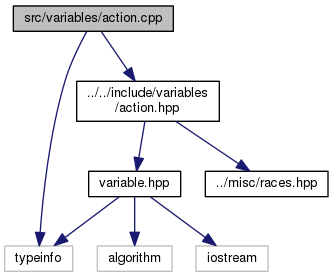 src/variables/action.cpp
../../include/variables
/action.hpp
variable.hpp
../misc/races.hpp
typeinfo
algorithm
iostream